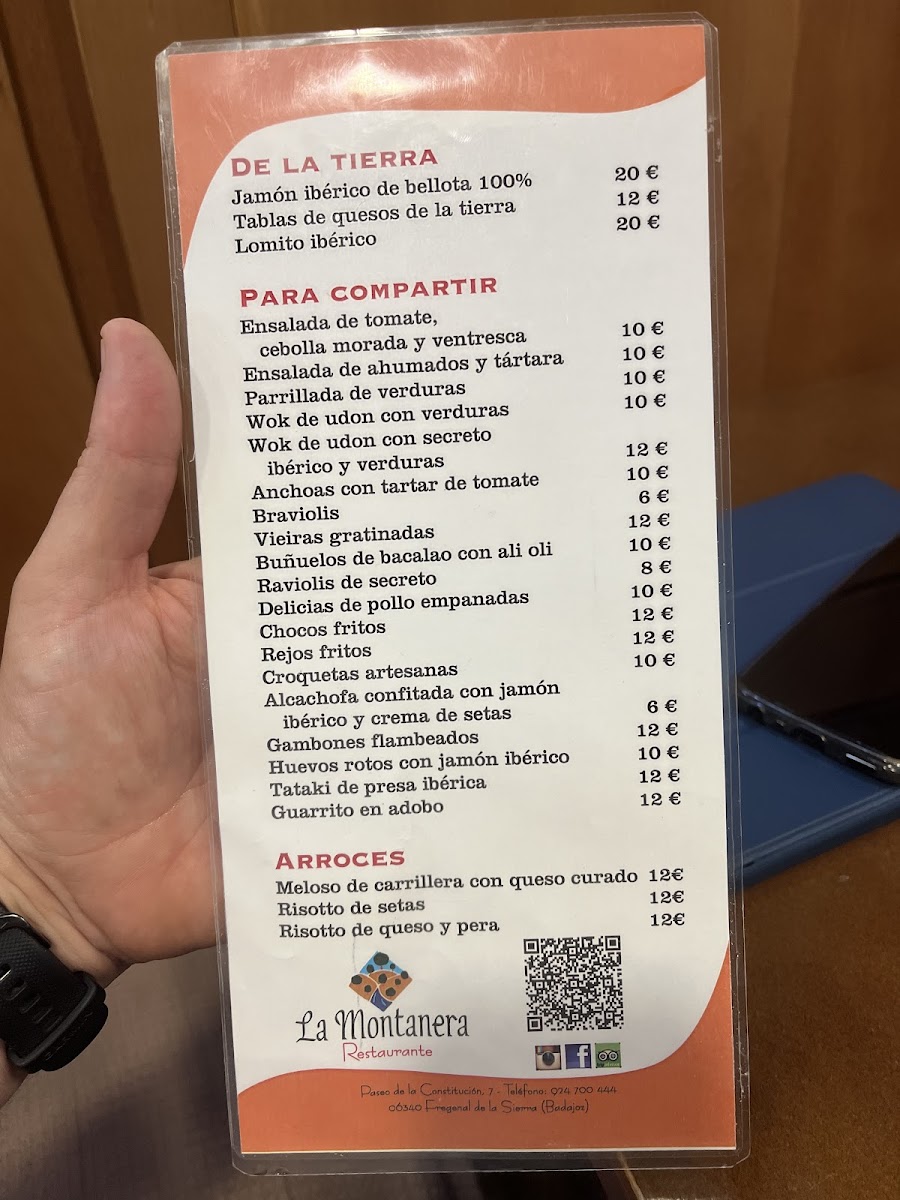 DE LA TIERRA
Jamón ibérico de bellota 100% 20 €
Tablas de quesos de la tierra 12 €
Lomito ibérico 20 €
PARA COMPARTIR
Ensalada de tomate,
cebolla morada y ventresca 10 €
Ensalada de ahumados y tártara 10 €
Parrillada de verduras 10 €
Wok de udon con verduras 10 €
Wok de udon con secreto
ibérico y verduras 12 €
Anchoas con tartar de tomate 10 €
Braviolis 6 €
Vieiras gratinadas 12 €
Buñuelos de bacalao con ali oli 10 €
Raviolis de secreto 8 €
Delicias de pollo empanadas 10 €
Chocos fritos 12 €
Rejos fritos 12 €
Croquetas artesanas 10 €
Alcachofa confitada con jamón
ibérico y crema de setas 6 €
Gambones flambeados 12 €
Huevos rotos con jamón ibérico 10 €
Tataki de presa ibérica 12 €
Guarrito en adobo 12 €
ARROCES
Meloso de carrillera con queso curado 12€
Risotto de setas 12€
Risotto de queso y pera 12€
La Montanera
Restaurante
Paseo de la Constitución, 7 - Teléfono: 924 700 444
06340 Fregenal de la Sierra (Badajoz)